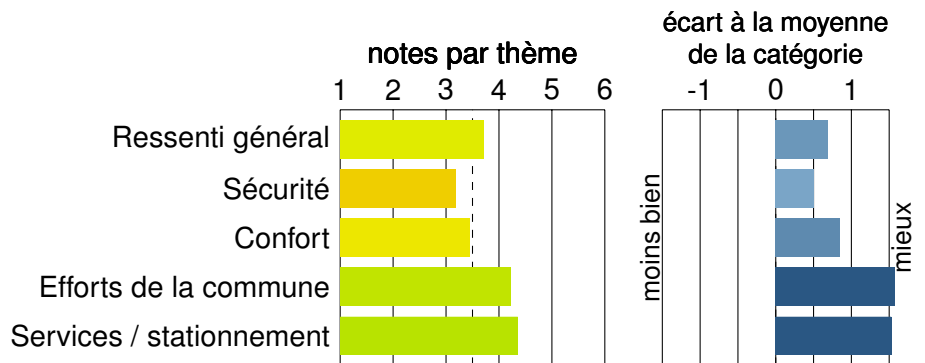 notes par thème
1 2 3 4 5 6
écart à la moyenne
de la catégorie
-1 0 1
Ressenti général
Sécurité
Confort
Efforts de la commune
Services / stationnement
moins bien
mieux